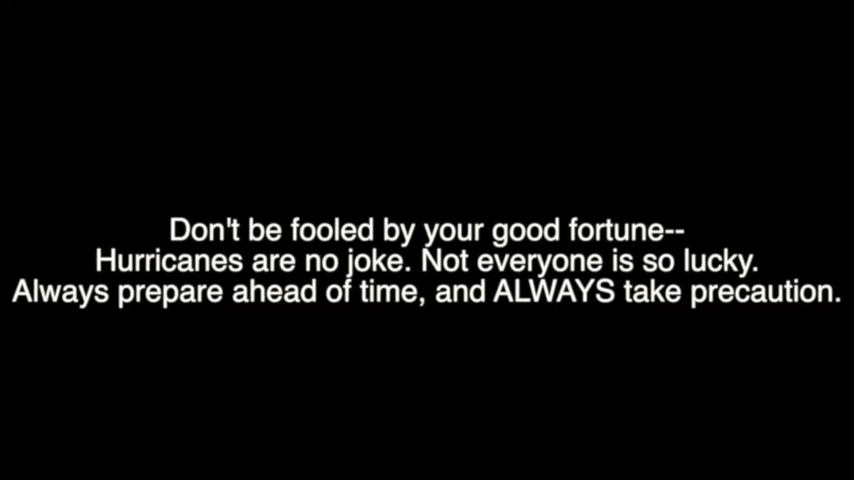 Don't be fooled by your good fortune--
Hurricanes are no joke. Not everyone is so lucky.
Always prepare ahead of time, and ALWAYS take precaution.